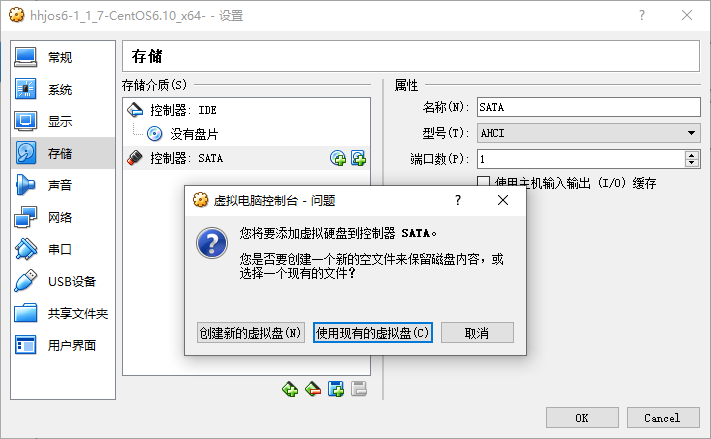 hhjos6-1_1_7-CentOS6.10_x64- - 设置
常规
系统
显示
存储
声音
网络
串口
USB设备
共享文件夹
用户界面
存储
存储介质(S)
控制器: IDE
没有盘片
控制器: SATA
属性
名称(N): SATA
型号(T): AHCI
端口数(P): 1
使用主机输入输出 (I/O) 缓存
虚拟电脑控制台 - 问题
您将要添加虚拟硬盘到控制器 SATA。
您是否要创建一个新的空文件来保留磁盘内容，或
选择一个现有的文件？
创建新的虚拟盘(N)
使用现有的虚拟盘(C)
取消
OK
Cancel